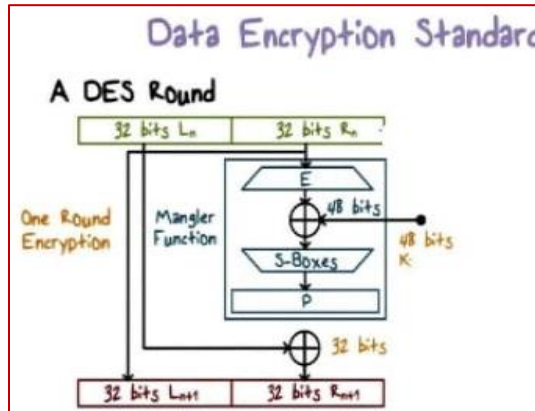 Data Encryption Standard
A DES Round
32 bits Ln
32 bits Rn
E
48 bits
One Round
Encryption
Mangler
Function
48 bits
K
S-Boxes
P
32 bits
32 bits Ln+1
32 bits Rn+1